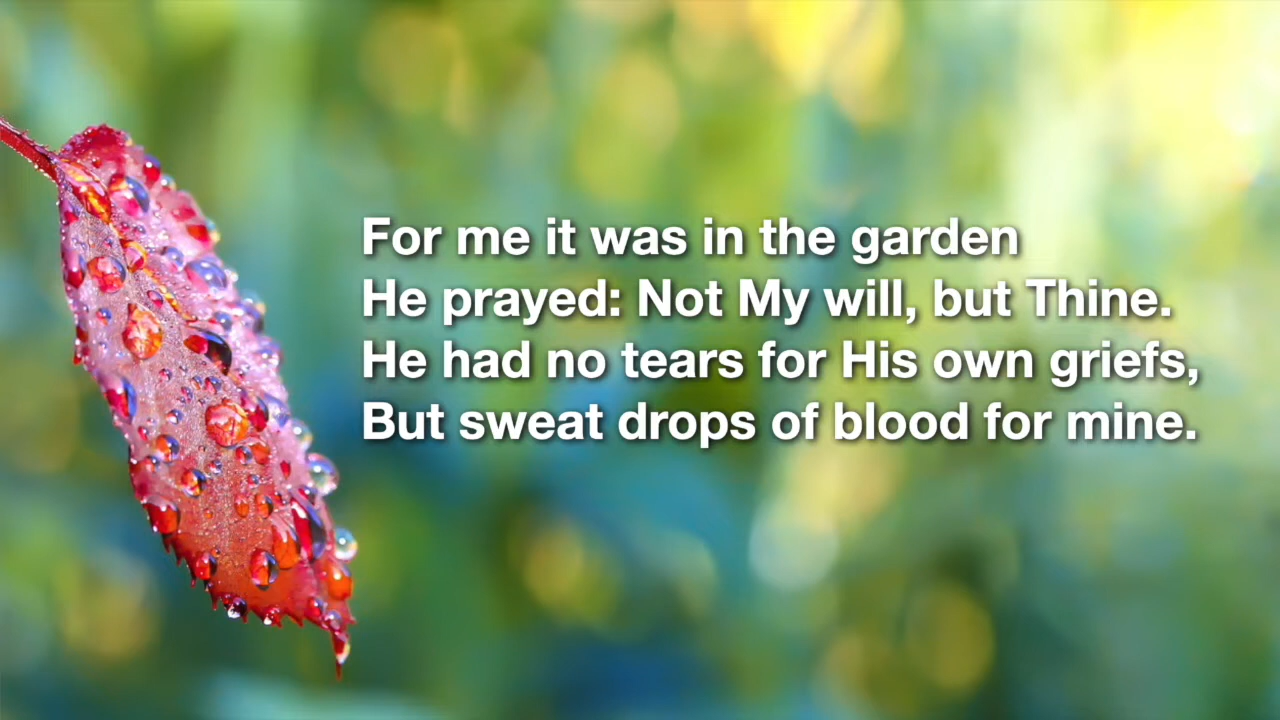 For me it was in the garden
He prayed: Not My will, but Thine.
He had no tears for His own griefs,
But sweat drops of blood for mine.